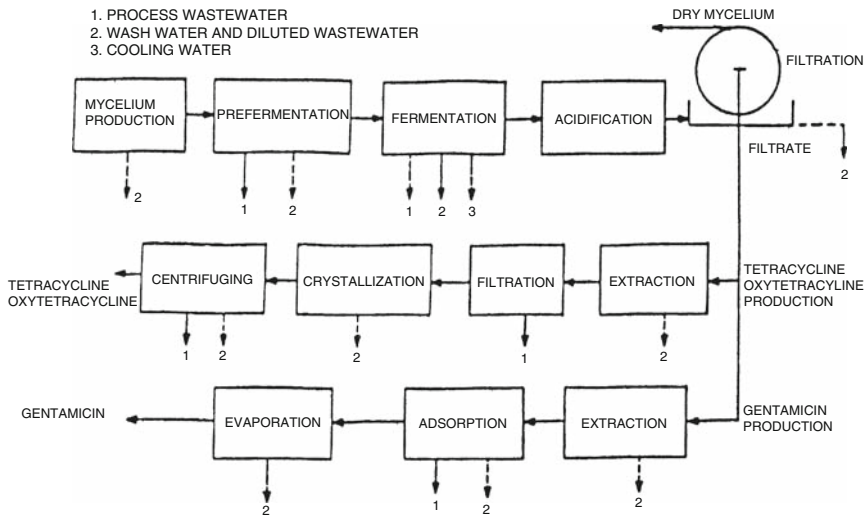 1. PROCESS WASTEWATER
2. WASH WATER AND DILUTED WASTEWATER
3. COOLING WATER
DRY MYCELIUM
FILTRATION
MYCELIUM
PRODUCTION
PREFERMENTATION
FERMENTATION
ACIDIFICATION
FILTRATE
2
1
2
1
2
3
2
TETRACYCLINE
OXYTETRACYCLINE
CENTRIFUGING
CRYSTALLIZATION
FILTRATION
EXTRACTION
TETRACYCLINE
OXYTETRACYLINE
PRODUCTION
1
2
2
1
2
GENTAMICIN
EVAPORATION
ADSORPTION
EXTRACTION
GENTAMICIN
PRODUCTION
2
1
2
2